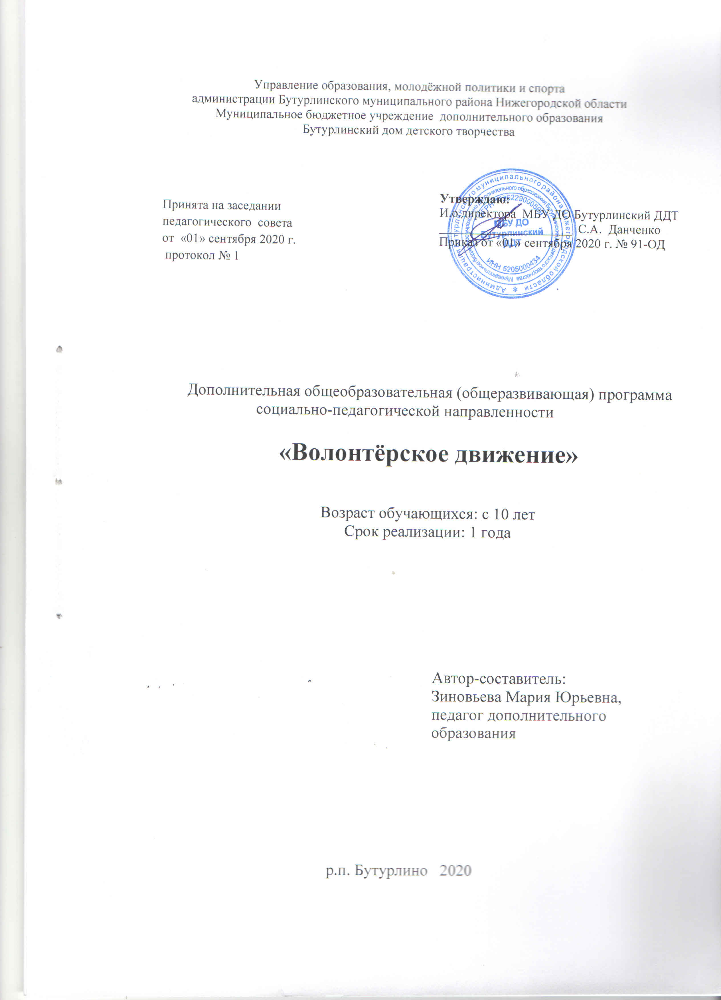 Управление образования, молодёжной политики и спорта
администрации Бутурлинского муниципального района Нижегородской области
Муниципальное бюджетное учреждение дополнительного образования
Бутурлинский дом детского творчества
Принята на заседании
педагогического совета
от «01» сентября 2020 г.
протокол № 1
Утверждаю:
И.о.директора МБУ ДО Бутурлинский ДДТ
С.А. Данченко
Приказ от «01» сентября 2020 г. № 91-ОД
Администрация Бутурлинского муниципального района Нижегородской области
Муниципальное бюджетное учреждение дополнительного образования Бутурлинский дом детского творчества
МБУ ДО
Бутурлинский
ДДТ
ИНН 5205000434
Дополнительная общеобразовательная (общеразвивающая) программа
социально-педагогической направленности
«Волонтёрское движение»
Возраст обучающихся: с 10 лет
Срок реализации: 1 года
Автор-составитель:
Зиновьева Мария Юрьевна,
педагог дополнительного
образования
р.п. Бутурлино 2020